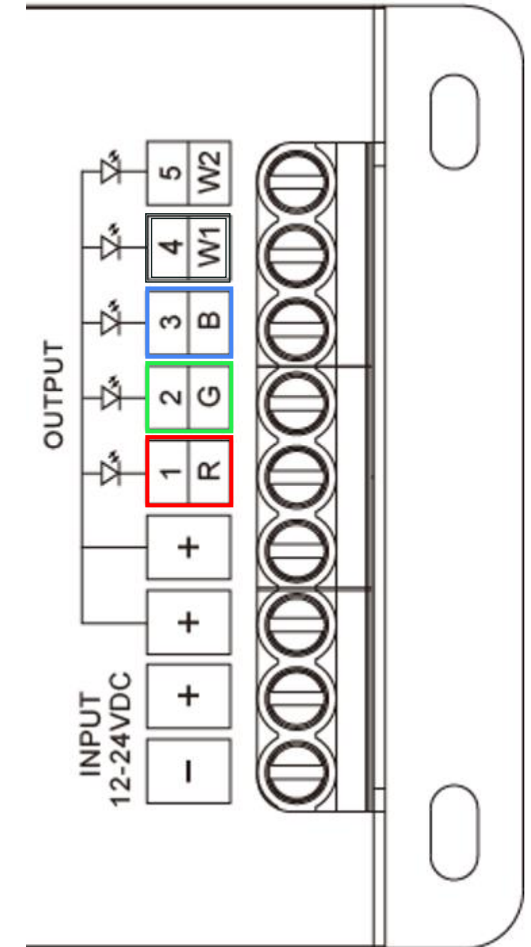 OUTPUT
5 W2
4 W1
3 B
2 G
1 R
+
+
INPUT
12-24VDC
+
-